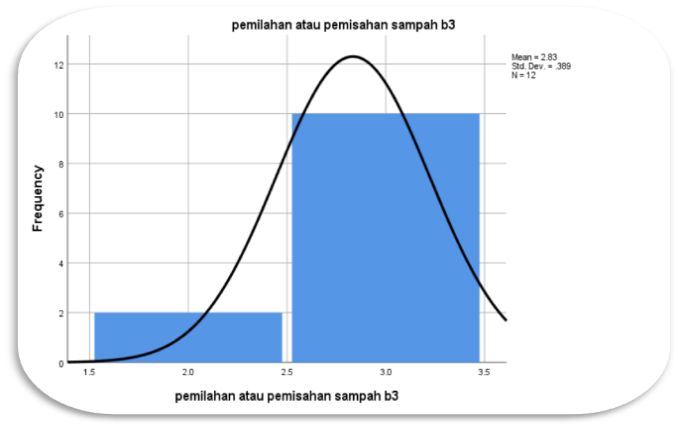 pemilahan atau pemisahan sampah b3
Mean = 2.83
Std. Dev. = .389
N = 12
12
10
8
6
4
2
0
Frequency
1.5 2.0 2.5 3.0 3.5
pemilahan atau pemisahan sampah b3